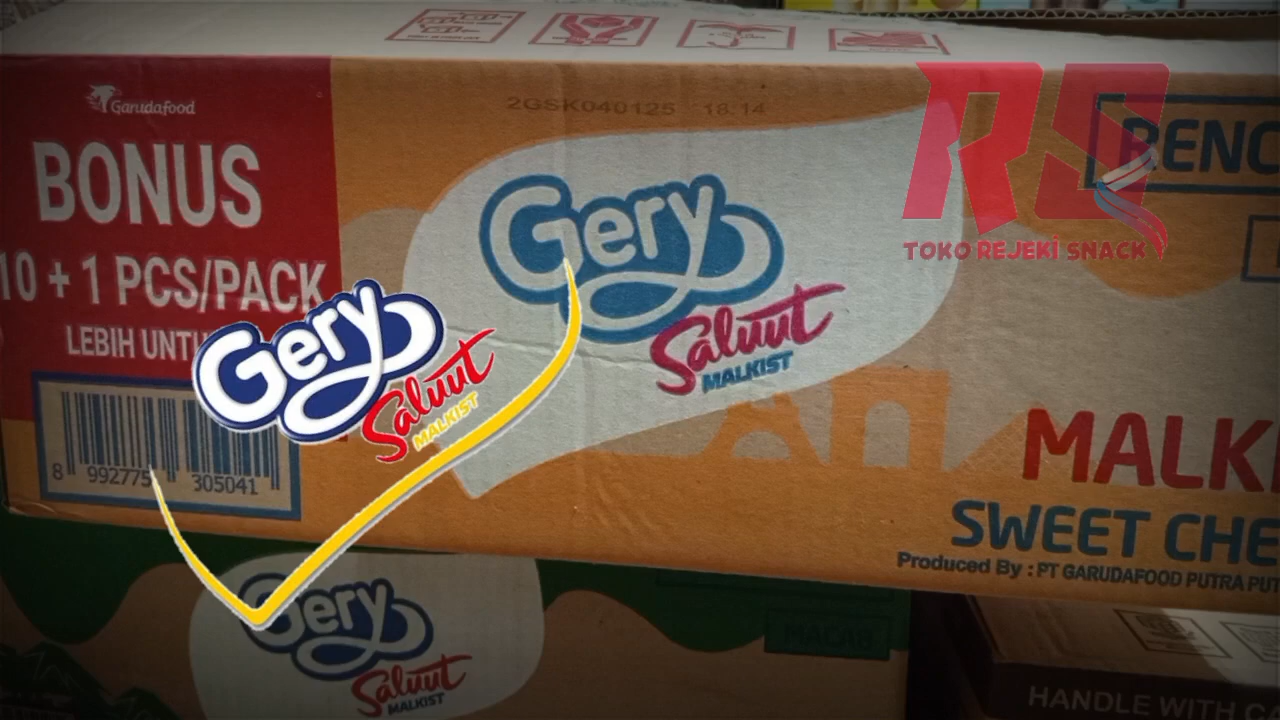 Garudafood
BONUS
10 + 1 PCS/PACK
LEBIH UNTU
8 992775 305041
2GSK040125 18.14
Gery
Saluut
MALKIST
RS
TOKO REJEKI SNACK
BENC
MALK
SWEET CHE
Produced By : PT GARUDAFOOD PUTRA PUT
Gery
Saluut
MALKIST
Gery
Saluut
MALKIST
HANDLE WITH CA